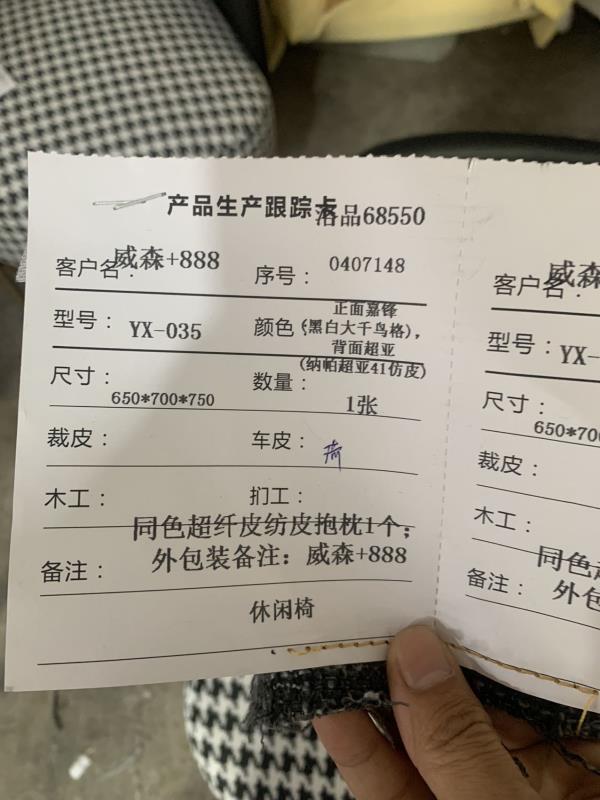 产品生产跟踪卡 洛品68550
客户名：威森+888 序号：0407148
型号：YX-035 颜色：正面嘉锋
(黑白大千鸟格)，
背面超亚
(纳帕超亚41仿皮)
尺寸：650*700*750 数量：1张
裁皮： 车皮：
木工： 扪工：
同色超纤皮纺皮抱枕1个；
备注：外包装备注：威森+888
休闲椅
客户名：威森
型号：YX-
尺寸：
650*70
裁皮：
木工：
同色
备注：外包